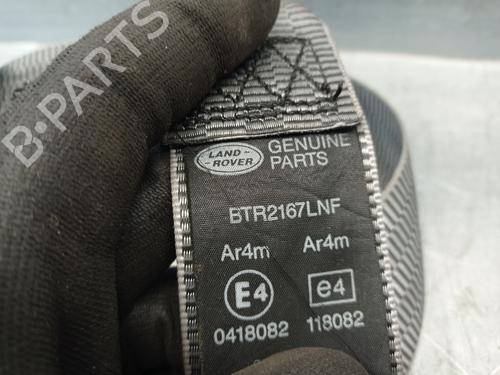 B-PARTS
LAND ROVER GENUINE PARTS
BTR2167LNF
Ar4m Ar4m
E4 e4
0418082 118082